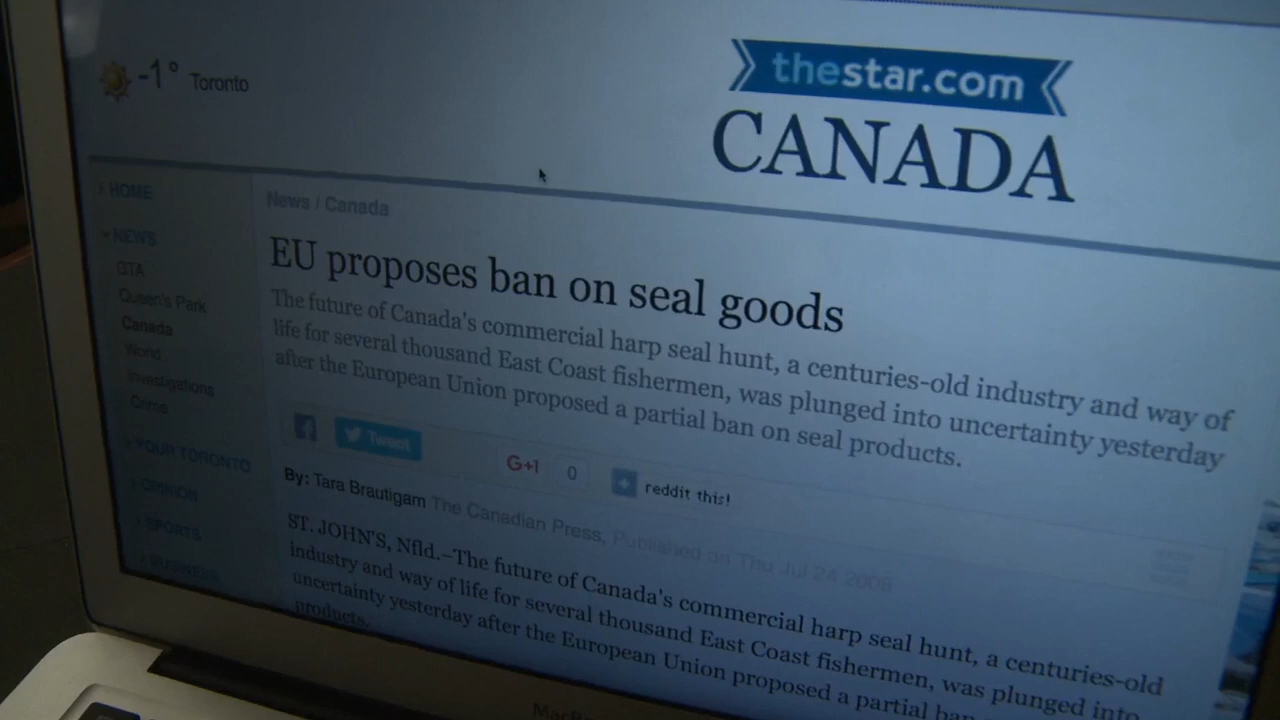 -1° Toronto
thestar.com
CANADA
HOME
NEWS
GTA
Queen's Park
Canada
World
Investigations
Crime
YOUR TORONTO
OPINION
SPORTS
BUSINESS
News / Canada
EU proposes ban on seal goods
The future of Canada's commercial harp seal hunt, a centuries-old industry and way of
life for several thousand East Coast fishermen, was plunged into uncertainty yesterday
after the European Union proposed a partial ban on seal products.
Tweet
G+1 0
reddit this!
By: Tara Brautigam The Canadian Press, Published on Thu Jul 24 2008
ST. JOHN'S, Nfld.–The future of Canada's commercial harp seal hunt, a centuries-old
industry and way of life for several thousand East Coast fishermen, was plunged into
uncertainty yesterday after the European Union proposed a partial ban
products.